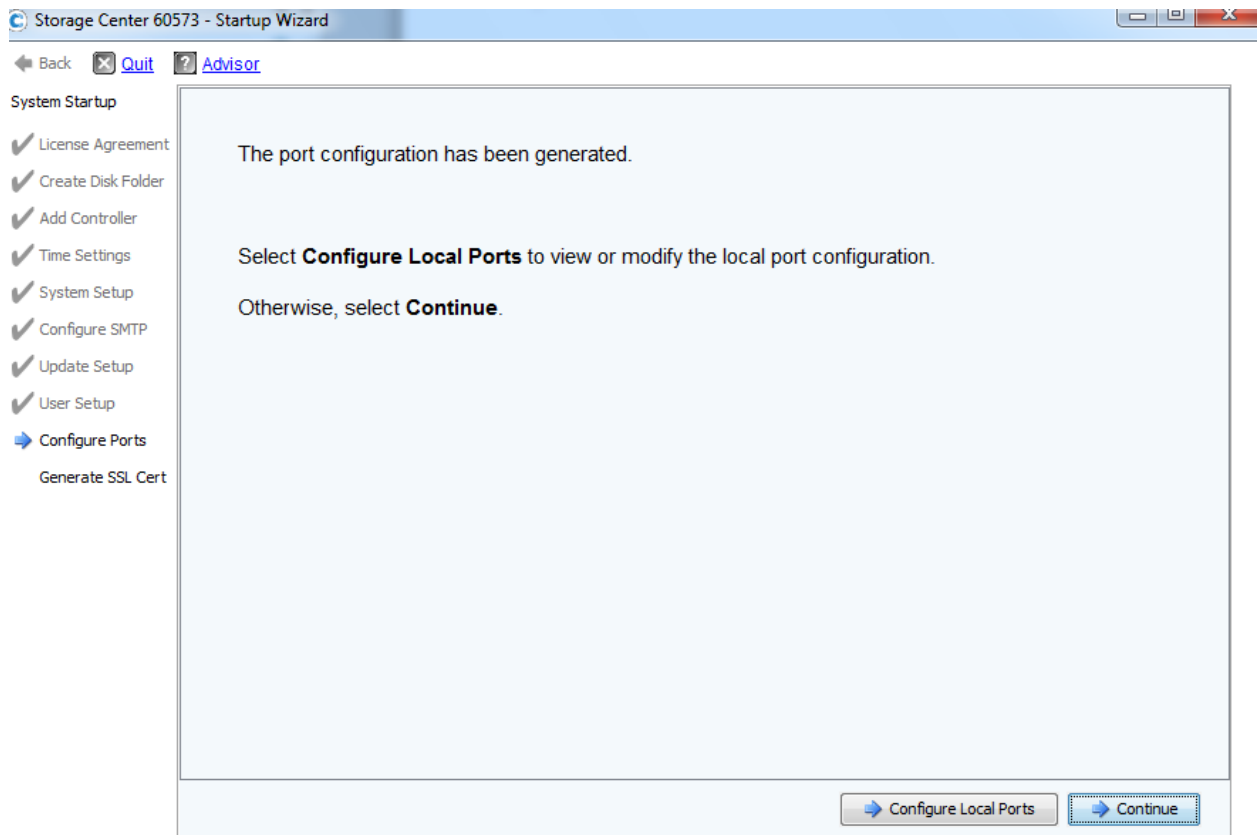 Storage Center 60573 - Startup Wizard
Back Quit ? Advisor
System Startup
License Agreement
Create Disk Folder
Add Controller
Time Settings
System Setup
Configure SMTP
Update Setup
User Setup
Configure Ports
Generate SSL Cert
The port configuration has been generated.
Select Configure Local Ports to view or modify the local port configuration.
Otherwise, select Continue.
Configure Local Ports
Continue